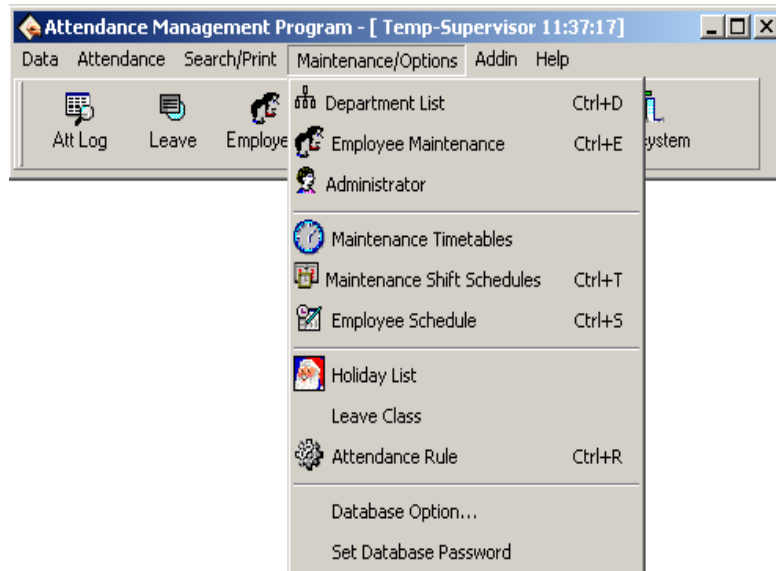 Attendance Management Program - [ Temp-Supervisor 11:37:17]
Data Attendance Search/Print Maintenance/Options Addin Help
Att Log Leave Employe ystem
Department List Ctrl+D
Employee Maintenance Ctrl+E
Administrator
Maintenance Timetables
Maintenance Shift Schedules Ctrl+T
Employee Schedule Ctrl+S
Holiday List
Leave Class
Attendance Rule Ctrl+R
Database Option...
Set Database Password